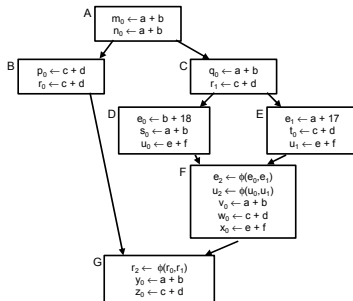 A
m₀ ← a + b
n₀ ← a + b
B
p₀ ← c + d
r₀ ← c + d
C
q₀ ← a + b
r₁ ← c + d
D
e₀ ← b + 18
s₀ ← a + b
u₀ ← e + f
E
e₁ ← a + 17
t₀ ← c + d
u₁ ← e + f
F
e₂ ← ϕ(e₀,e₁)
u₂ ← ϕ(u₀,u₁)
v₀ ← a + b
w₀ ← c + d
x₀ ← e + f
G
r₂ ← ϕ(r₀,r₁)
y₀ ← a + b
z₀ ← c + d